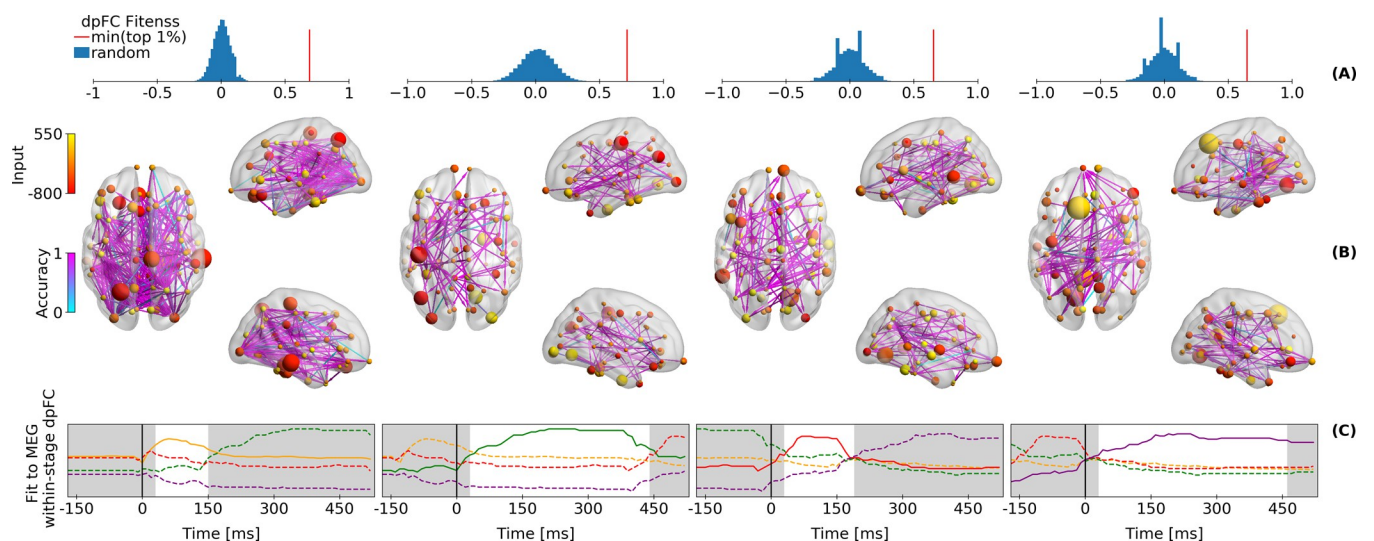 dpFC Fitenss
min(top 1%)
random
-1 -0.5 0 0.5 1
−1.0 −0.5 0.0 0.5 1.0
−1.0 −0.5 0.0 0.5 1.0
−1.0 −0.5 0.0 0.5 1.0
(A)
Input
550
-800
Accuracy
1
0
(B)
Fit to MEG
within-stage dpFC
(C)
-150 0 150 300 450
-150 0 150 300 450
-150 0 150 300 450
-150 0 150 300 450
Time [ms]
Time [ms]
Time [ms]
Time [ms]